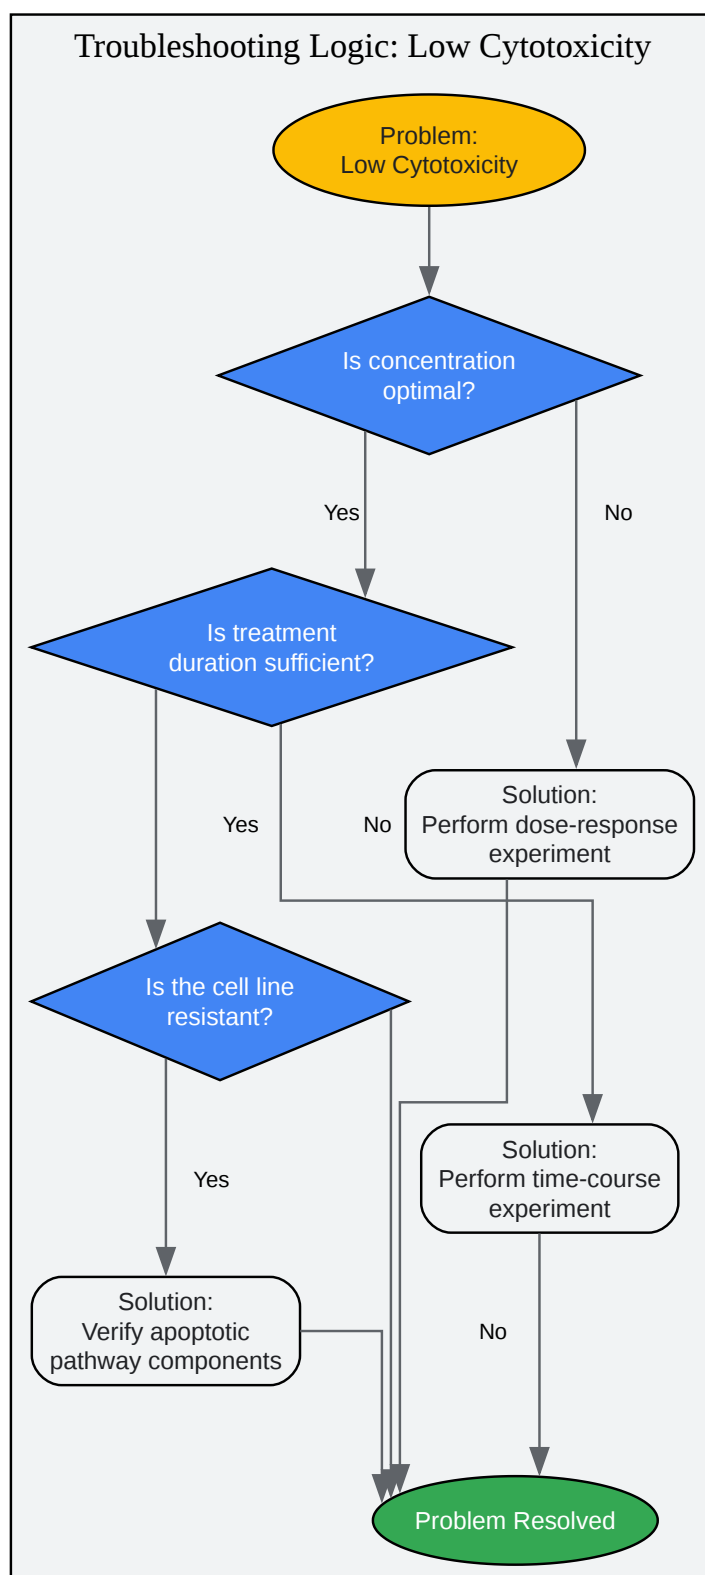 Troubleshooting Logic: Low Cytotoxicity
Problem:
Low Cytotoxicity
Is concentration
optimal?
Yes
No
Is treatment
duration sufficient?
Solution:
Perform dose-response
experiment
Yes
No
Is the cell line
resistant?
Solution:
Perform time-course
experiment
Yes
Solution:
Verify apoptotic
pathway components
No
Problem Resolved